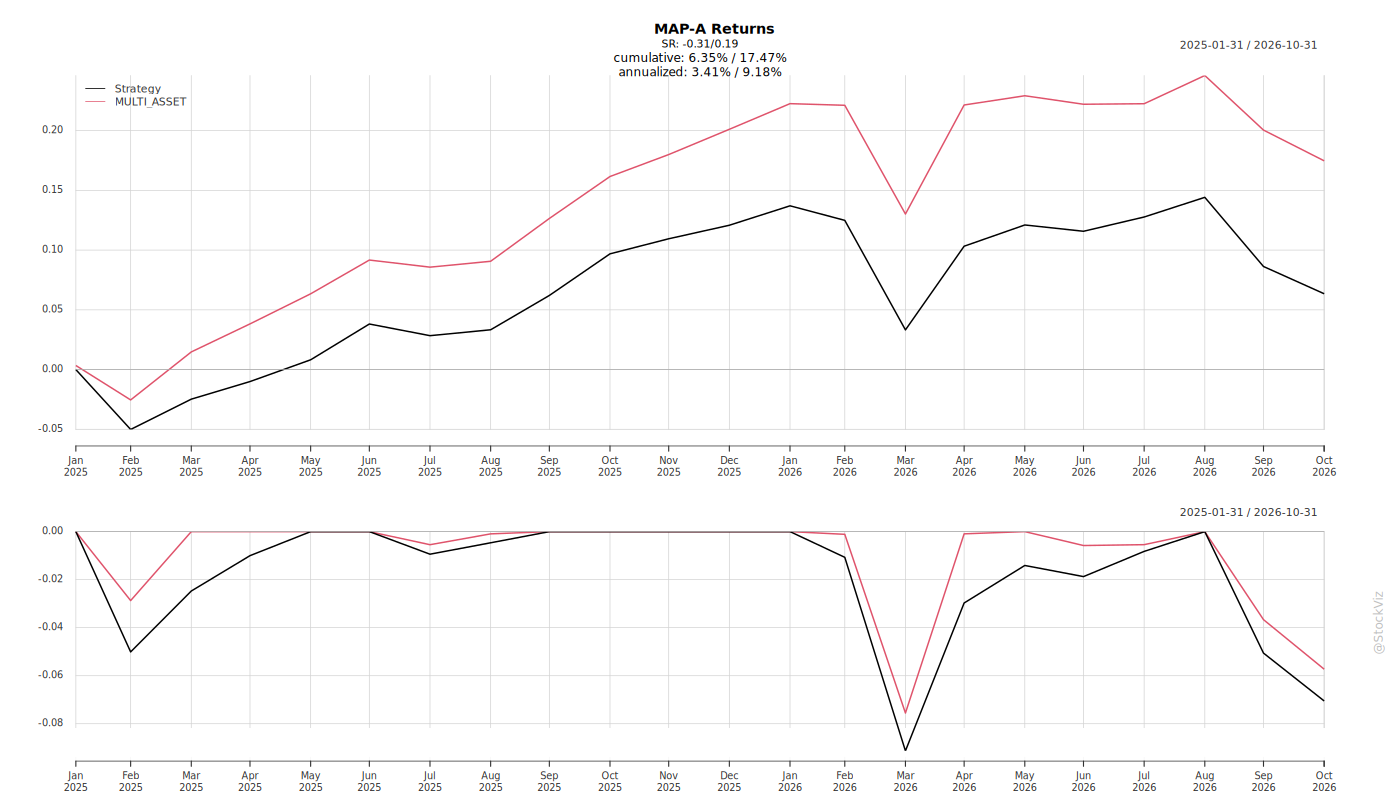 MAP-A Returns
SR: -0.31/0.19
cumulative: 6.35% / 17.47%
annualized: 3.41% / 9.18%
2025-01-31 / 2026-10-31
Strategy
MULTI_ASSET
0.20
0.15
0.10
0.05
0.00
-0.05
Jan Feb Mar Apr May Jun Jul Aug Sep Oct Nov Dec Jan Feb Mar Apr May Jun Jul Aug Sep Oct
2025 2025 2025 2025 2025 2025 2025 2025 2025 2025 2025 2025 2026 2026 2026 2026 2026 2026 2026 2026 2026 2026
2025-01-31 / 2026-10-31
0.00
-0.02
-0.04
-0.06
-0.08
Jan Feb Mar Apr May Jun Jul Aug Sep Oct Nov Dec Jan Feb Mar Apr May Jun Jul Aug Sep Oct
2025 2025 2025 2025 2025 2025 2025 2025 2025 2025 2025 2025 2026 2026 2026 2026 2026 2026 2026 2026 2026 2026
@StockViz